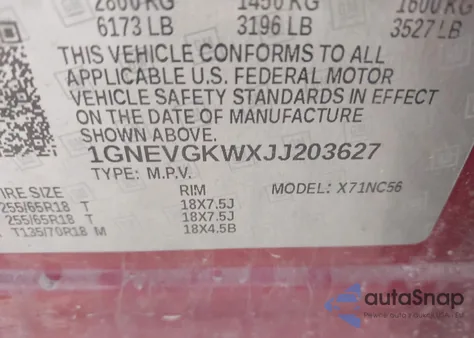 2800 KG 1450 KG 1600 KG
6173 LB 3196 LB 3527 LB
THIS VEHICLE CONFORMS TO ALL
APPLICABLE U.S. FEDERAL MOTOR
VEHICLE SAFETY STANDARDS IN EFFECT
ON THE DATE OF MANUFACTURE
SHOWN ABOVE.
1GNEVGKWXJJ203627
TYPE: M.P.V. MODEL: X71NC56
IRE SIZE RIM
255/65R18 T 18X7.5J
255/65R18 T 18X7.5J
T135/70R18 M 18X4.5B
autoSnap